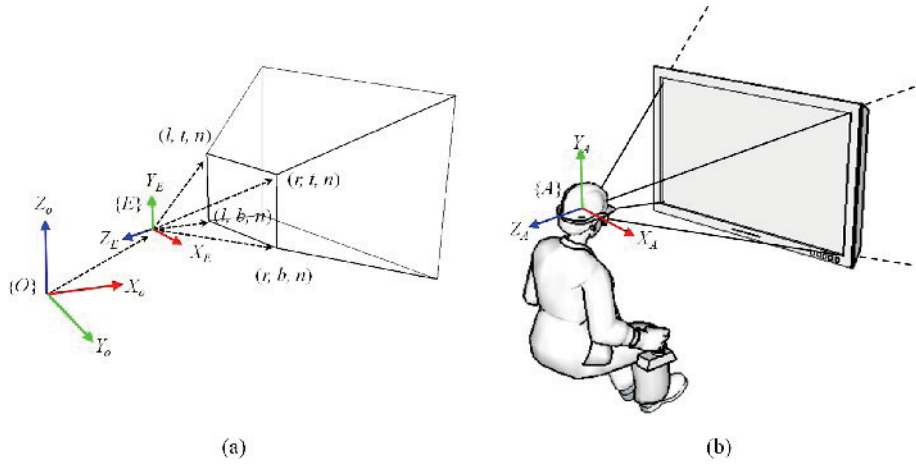 (l, t, n)
(r, t, n)
Y_E
{E}
(l, b, n)
Z_o
Z_E
X_E
(r, b, n)
{O}
X_o
Y_o
(a)
Y_A
{A}
Z_A
X_A
(b)